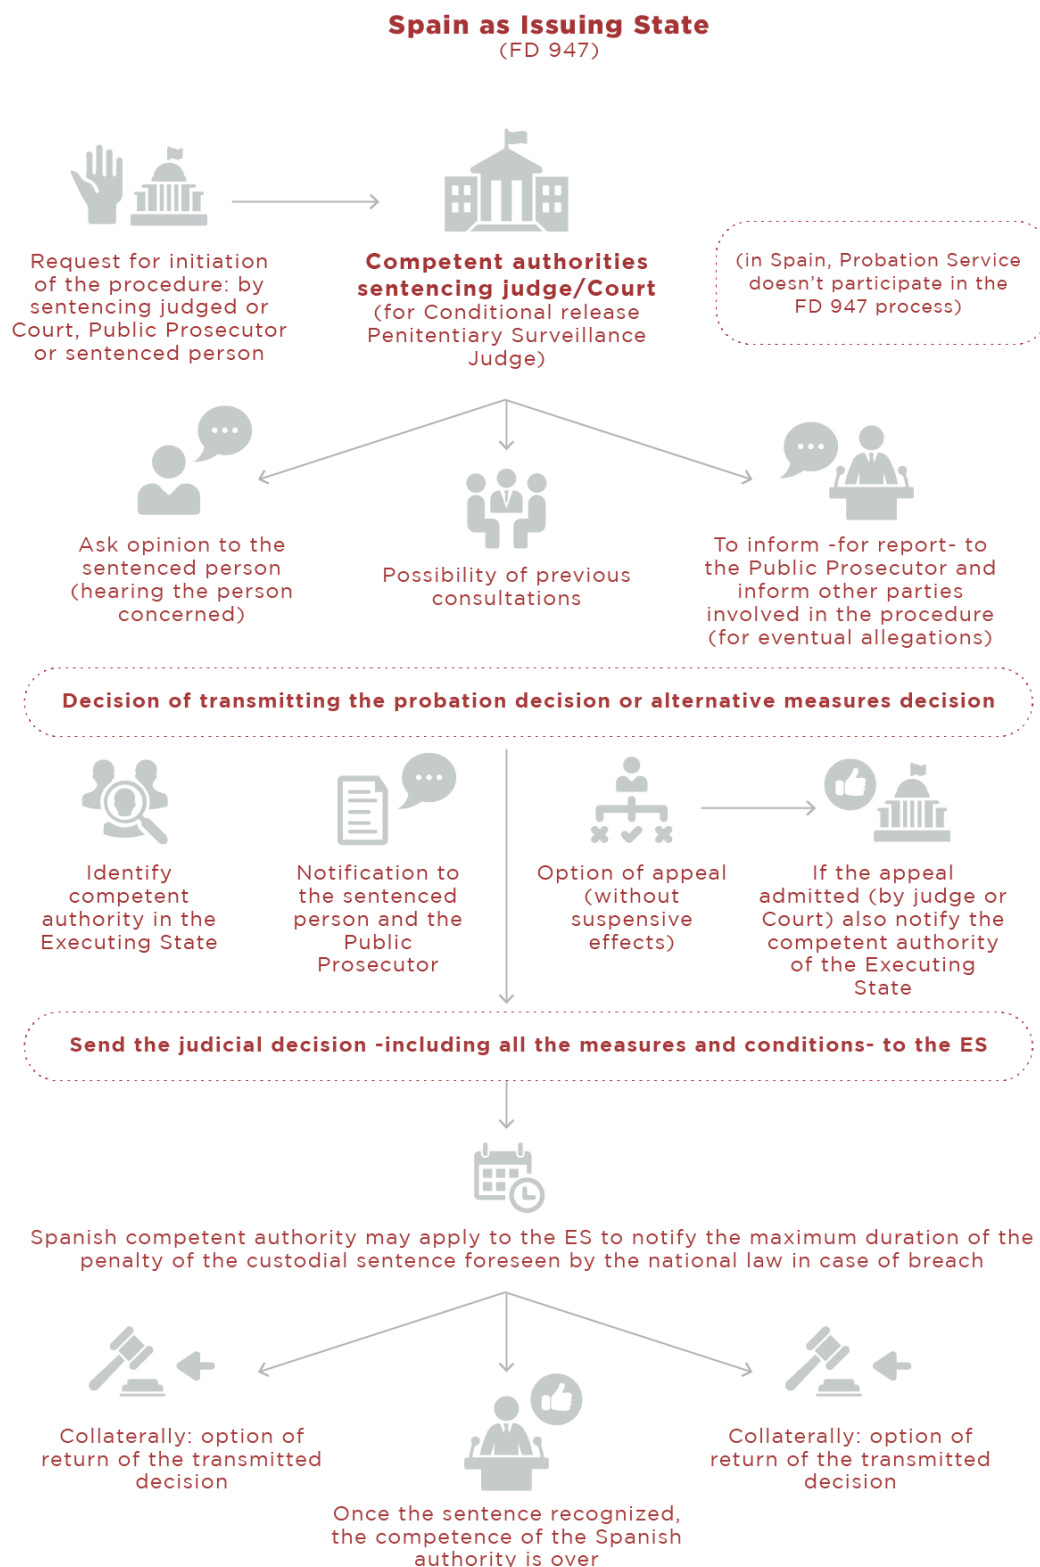 Spain as Issuing State
(FD 947)
Request for initiation
of the procedure: by
sentencing judged or
Court, Public Prosecutor
or sentenced person
Competent authorities
sentencing judge/Court
(for Conditional release
Penitentiary Surveillance
Judge)
(in Spain, Probation Service
doesn't participate in the
FD 947 process)
Ask opinion to the
sentenced person
(hearing the person
concerned)
Possibility of previous
consultations
To inform -for report- to
the Public Prosecutor and
inform other parties
involved in the procedure
(for eventual allegations)
Decision of transmitting the probation decision or alternative measures decision
Identify
competent
authority in the
Executing State
Notification to
the sentenced
person and the
Public
Prosecutor
Option of appeal
(without
suspensive
effects)
If the appeal
admitted (by judge or
Court) also notify the
competent authority
of the Executing
State
Send the judicial decision -including all the measures and conditions- to the ES
Spanish competent authority may apply to the ES to notify the maximum duration of the
penalty of the custodial sentence foreseen by the national law in case of breach
Collaterally: option of
return of the transmitted
decision
Once the sentence recognized,
the competence of the Spanish
authority is over
Collaterally: option of
return of the transmitted
decision